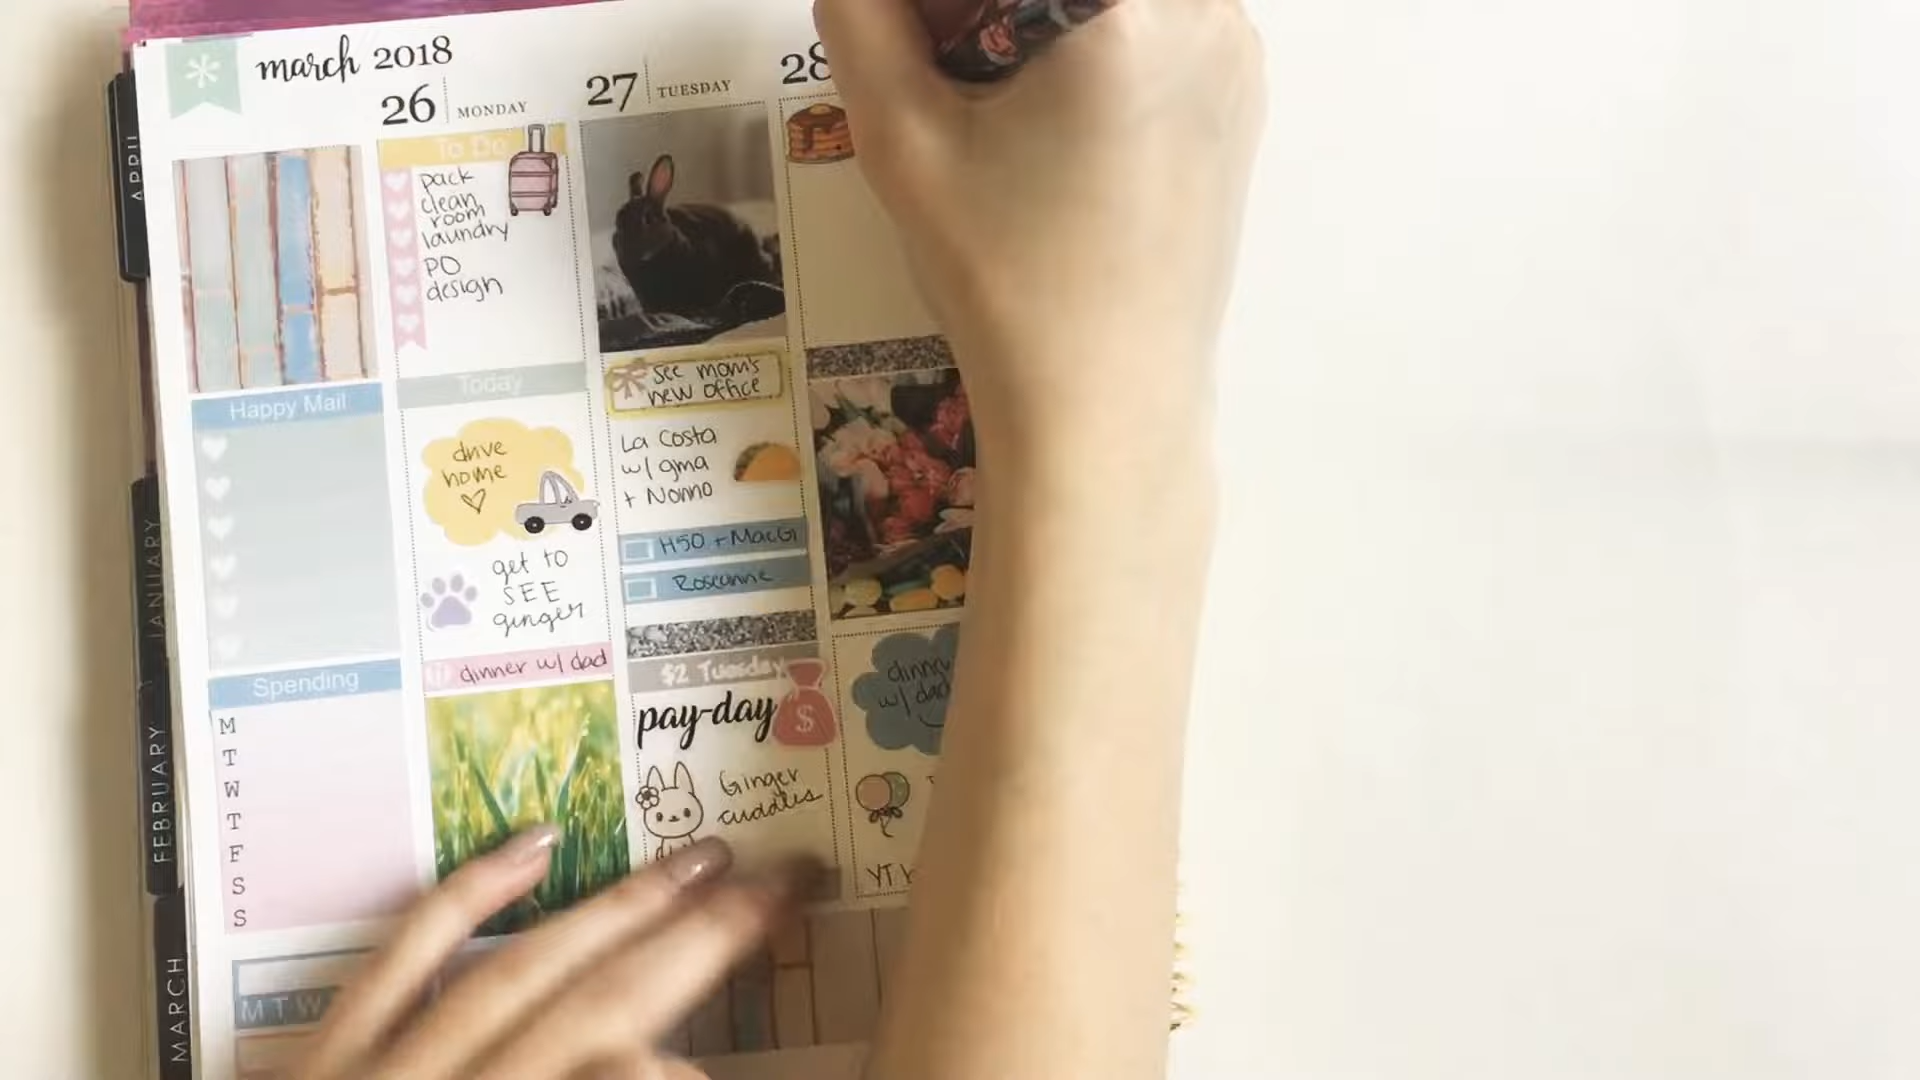 march 2018
26 MONDAY
27 TUESDAY
28
To Do
pack
clean
room
laundry
PO
design
Today
drive
home
get to
SEE
ginger
dinner w/ dad
see mom's
new office
La Costa
w/ gma
+ Nonno
H50 + MacG
Roseanne
$2 Tuesday
pay-day
$
Ginger
cuddles
dinner
w/ dad
YT
Happy Mail
Spending
M
T
W
T
F
S
S
M T W
APRIL
JANUARY
FEBRUARY
MARCH